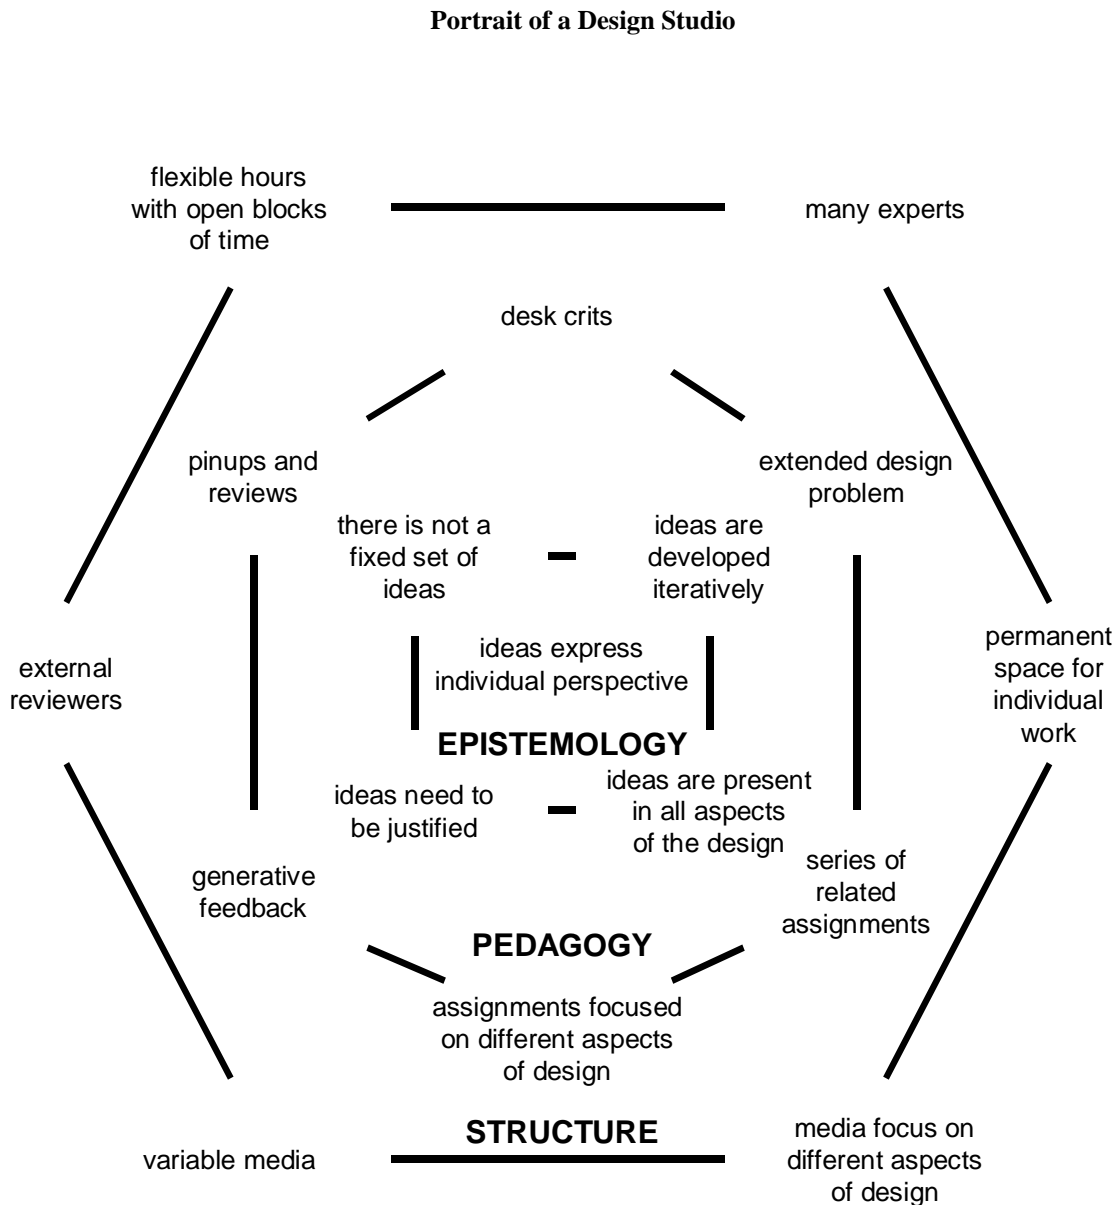 Portrait of a Design Studio
flexible hours
with open blocks
of time
many experts
desk crits
pinups and
reviews
extended design
problem
there is not a
fixed set of
ideas
ideas are
developed
iteratively
external
reviewers
ideas express
individual perspective
permanent
space for
individual
work
EPISTEMOLOGY
ideas need to
be justified
ideas are present
in all aspects
of the design
generative
feedback
series of
related
assignments
PEDAGOGY
assignments focused
on different aspects
of design
STRUCTURE
variable media
media focus on
different aspects
of design